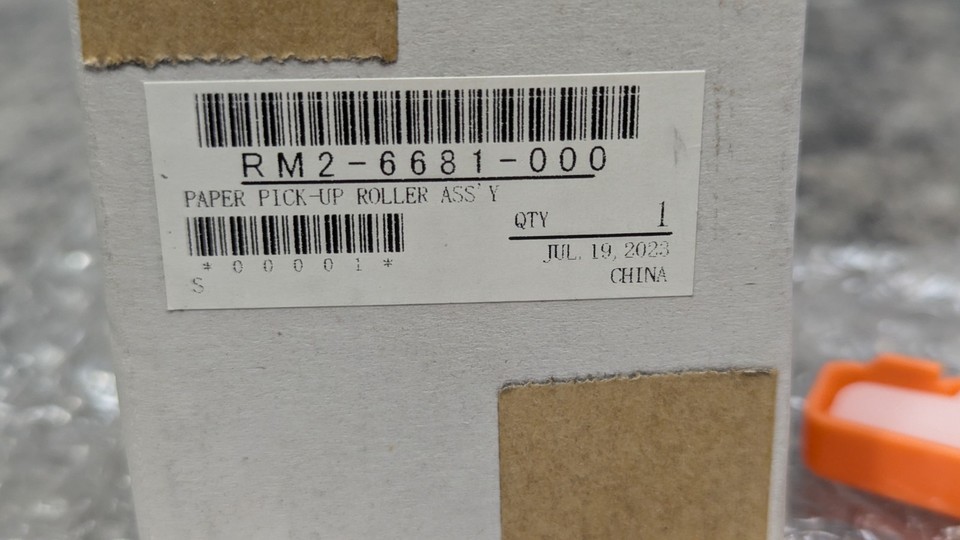 RM2-6681-000
PAPER PICK-UP ROLLER ASS'Y
QTY 1
*00001*
JUL. 19, 2023
S
CHINA